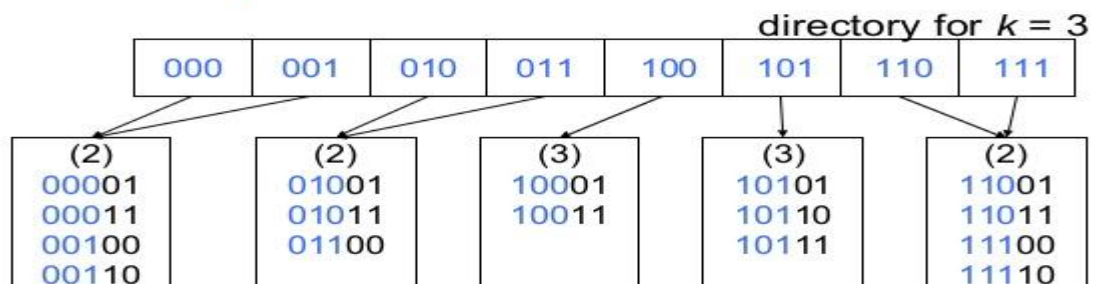 directory for k = 3
000 001 010 011 100 101 110 111
(2) (2) (3) (3) (2)
00001 01001 10001 10101 11001
00011 01011 10011 10110 11011
00100 01100 10111 11100
00110 11110